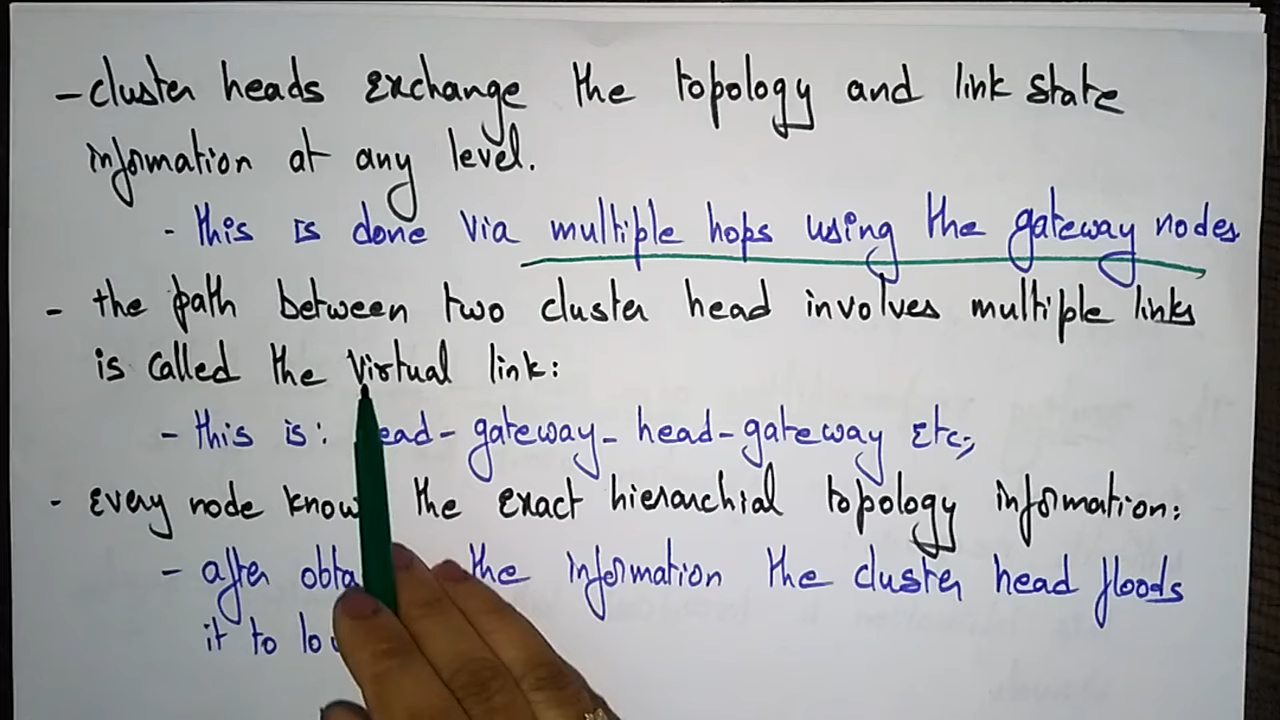 - cluster heads exchange the topology and link state
information at any level.
- this is done via multiple hops using the gateway nodes
- the path between two cluster head involves multiple links
is called the virtual link:
- this is: ead - gateway - head - gateway etc;
- Every node know the exact hierarchial topology information:
- after obta the information the cluster head floods
it to lo